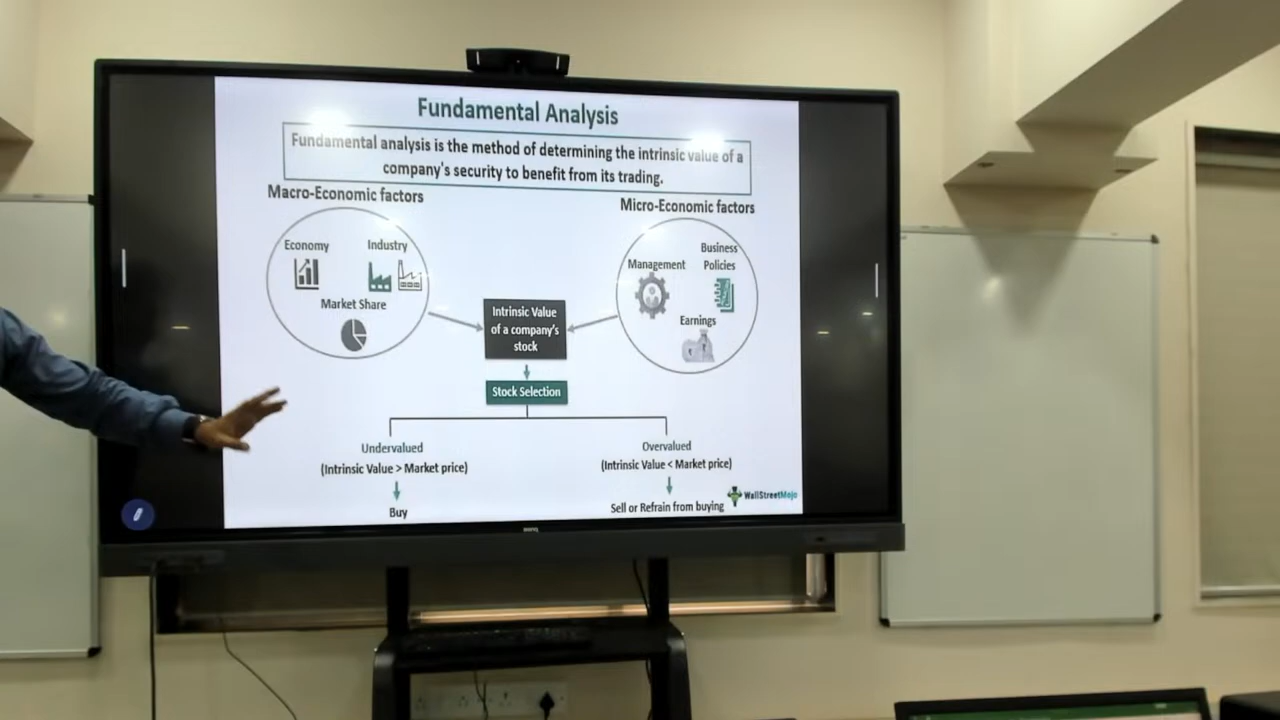 Fundamental Analysis
Fundamental analysis is the method of determining the intrinsic value of a
company's security to benefit from its trading.
Macro-Economic factors
Economy
Industry
Market Share
Micro-Economic factors
Business
Policies
Management
Earnings
Intrinsic Value
of a company's
stock
Stock Selection
Undervalued
(Intrinsic Value > Market price)
Buy
Overvalued
(Intrinsic Value < Market price)
Sell or Refrain from buying
WallStreetMojo
BENQ